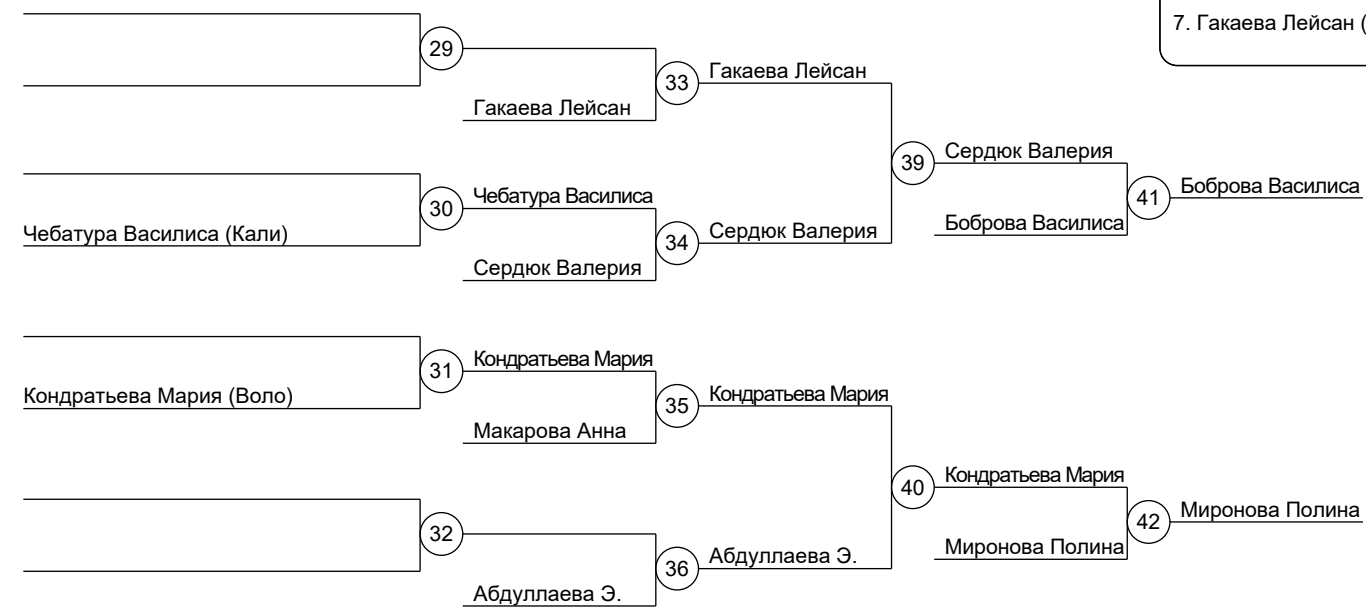 7. Гакаева Лейсан (
29
33
Гакаева Лейсан
Гакаева Лейсан
39
Сердюк Валерия
30
Чебатура Василиса
41
Боброва Василиса
Чебатура Василиса (Кали)
34
Сердюк Валерия
Боброва Василиса
Сердюк Валерия
31
Кондратьева Мария
Кондратьева Мария (Воло)
35
Кондратьева Мария
Макарова Анна
40
Кондратьева Мария
42
Миронова Полина
32
Миронова Полина
36
Абдуллаева Э.
Абдуллаева Э.